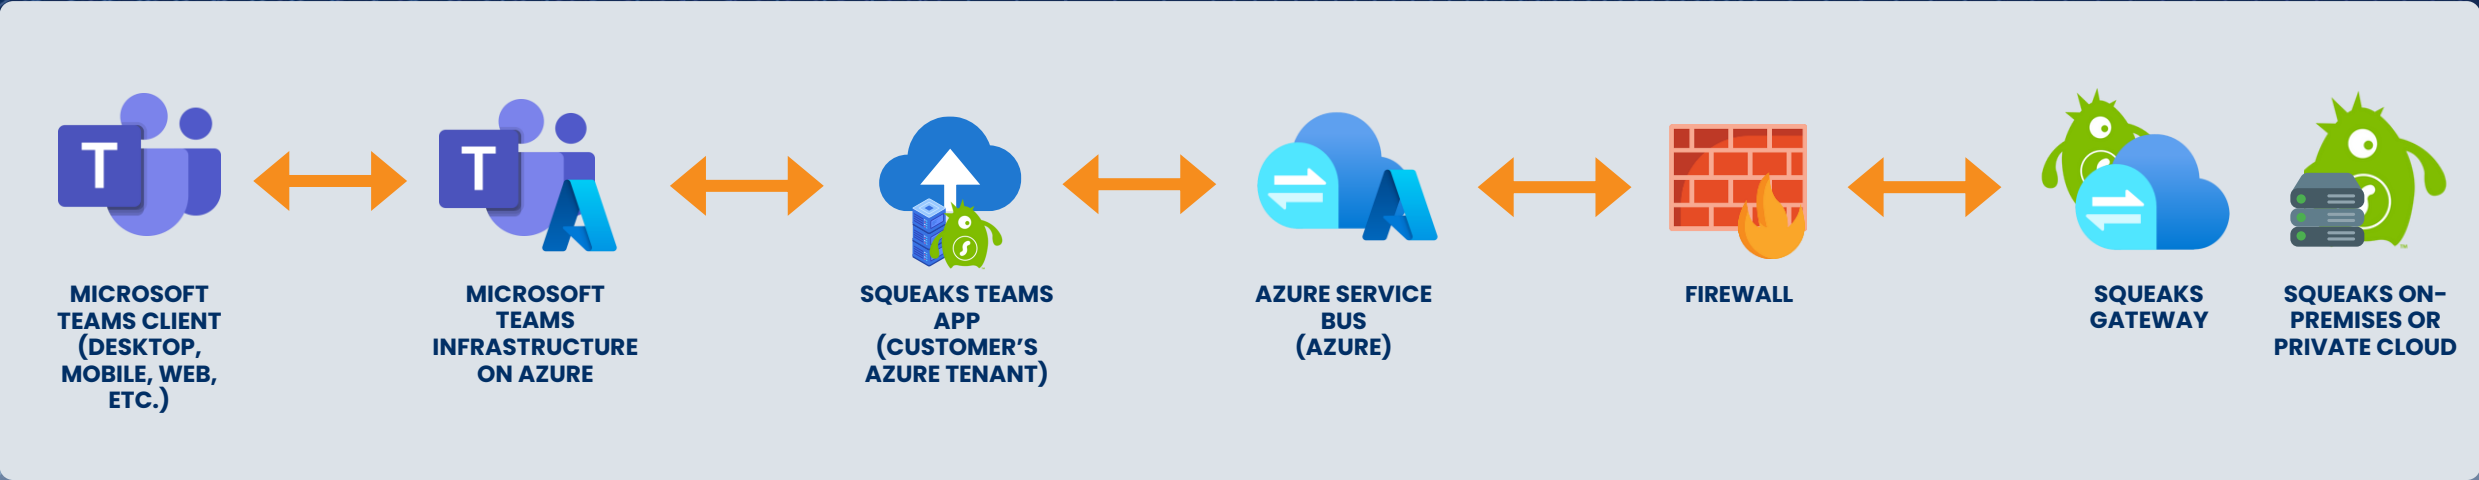 T
MICROSOFT
TEAMS CLIENT
(DESKTOP,
MOBILE, WEB,
ETC.)
T
MICROSOFT
TEAMS
INFRASTRUCTURE
ON AZURE
SQUEAKS TEAMS
APP
(CUSTOMER’S
AZURE TENANT)
AZURE SERVICE
BUS
(AZURE)
FIREWALL
SQUEAKS
GATEWAY
SQUEAKS ON-
PREMISES OR
PRIVATE CLOUD